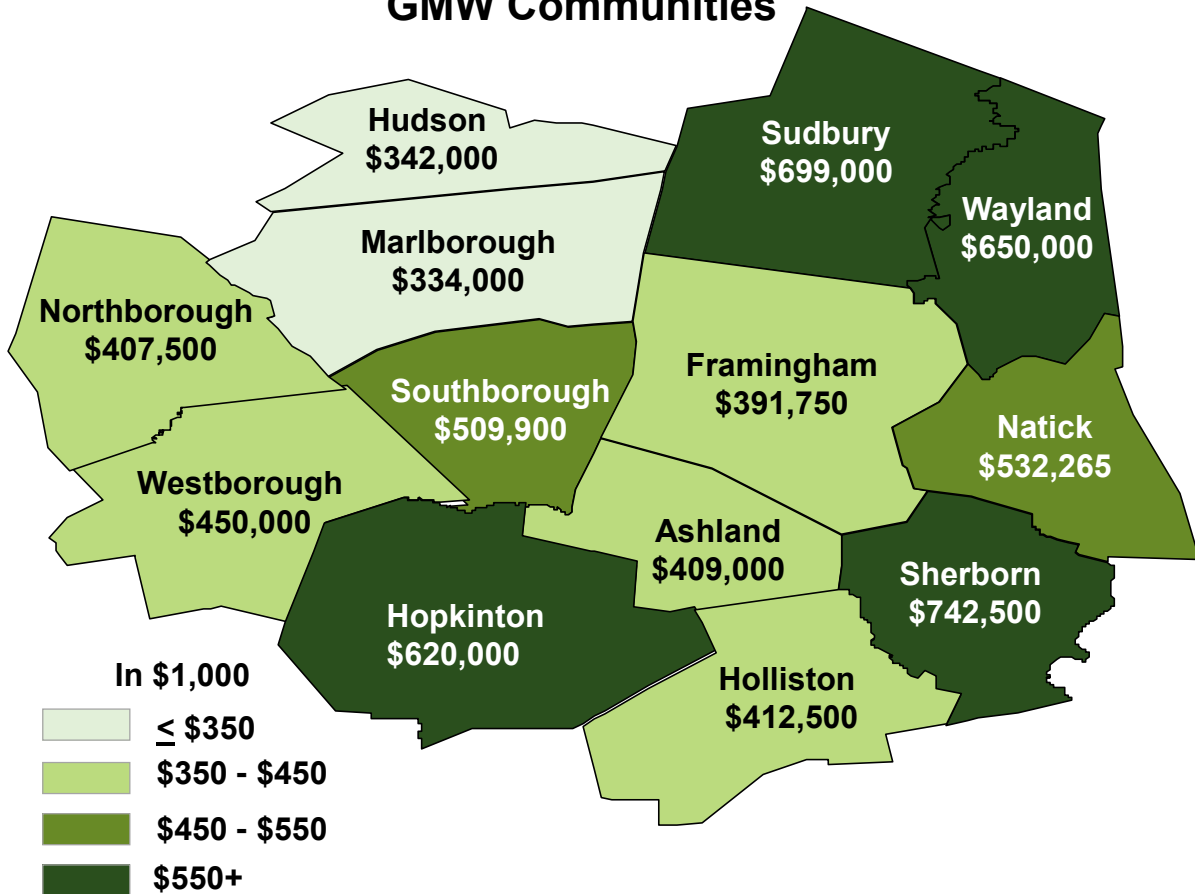 GMW Communities
Hudson
$342,000
Sudbury
$699,000
Wayland
$650,000
Marlborough
$334,000
Northborough
$407,500
Framingham
$391,750
Southborough
$509,900
Natick
$532,265
Westborough
$450,000
Ashland
$409,000
Sherborn
$742,500
Hopkinton
$620,000
Holliston
$412,500
In $1,000
≤ $350
$350 - $450
$450 - $550
$550+